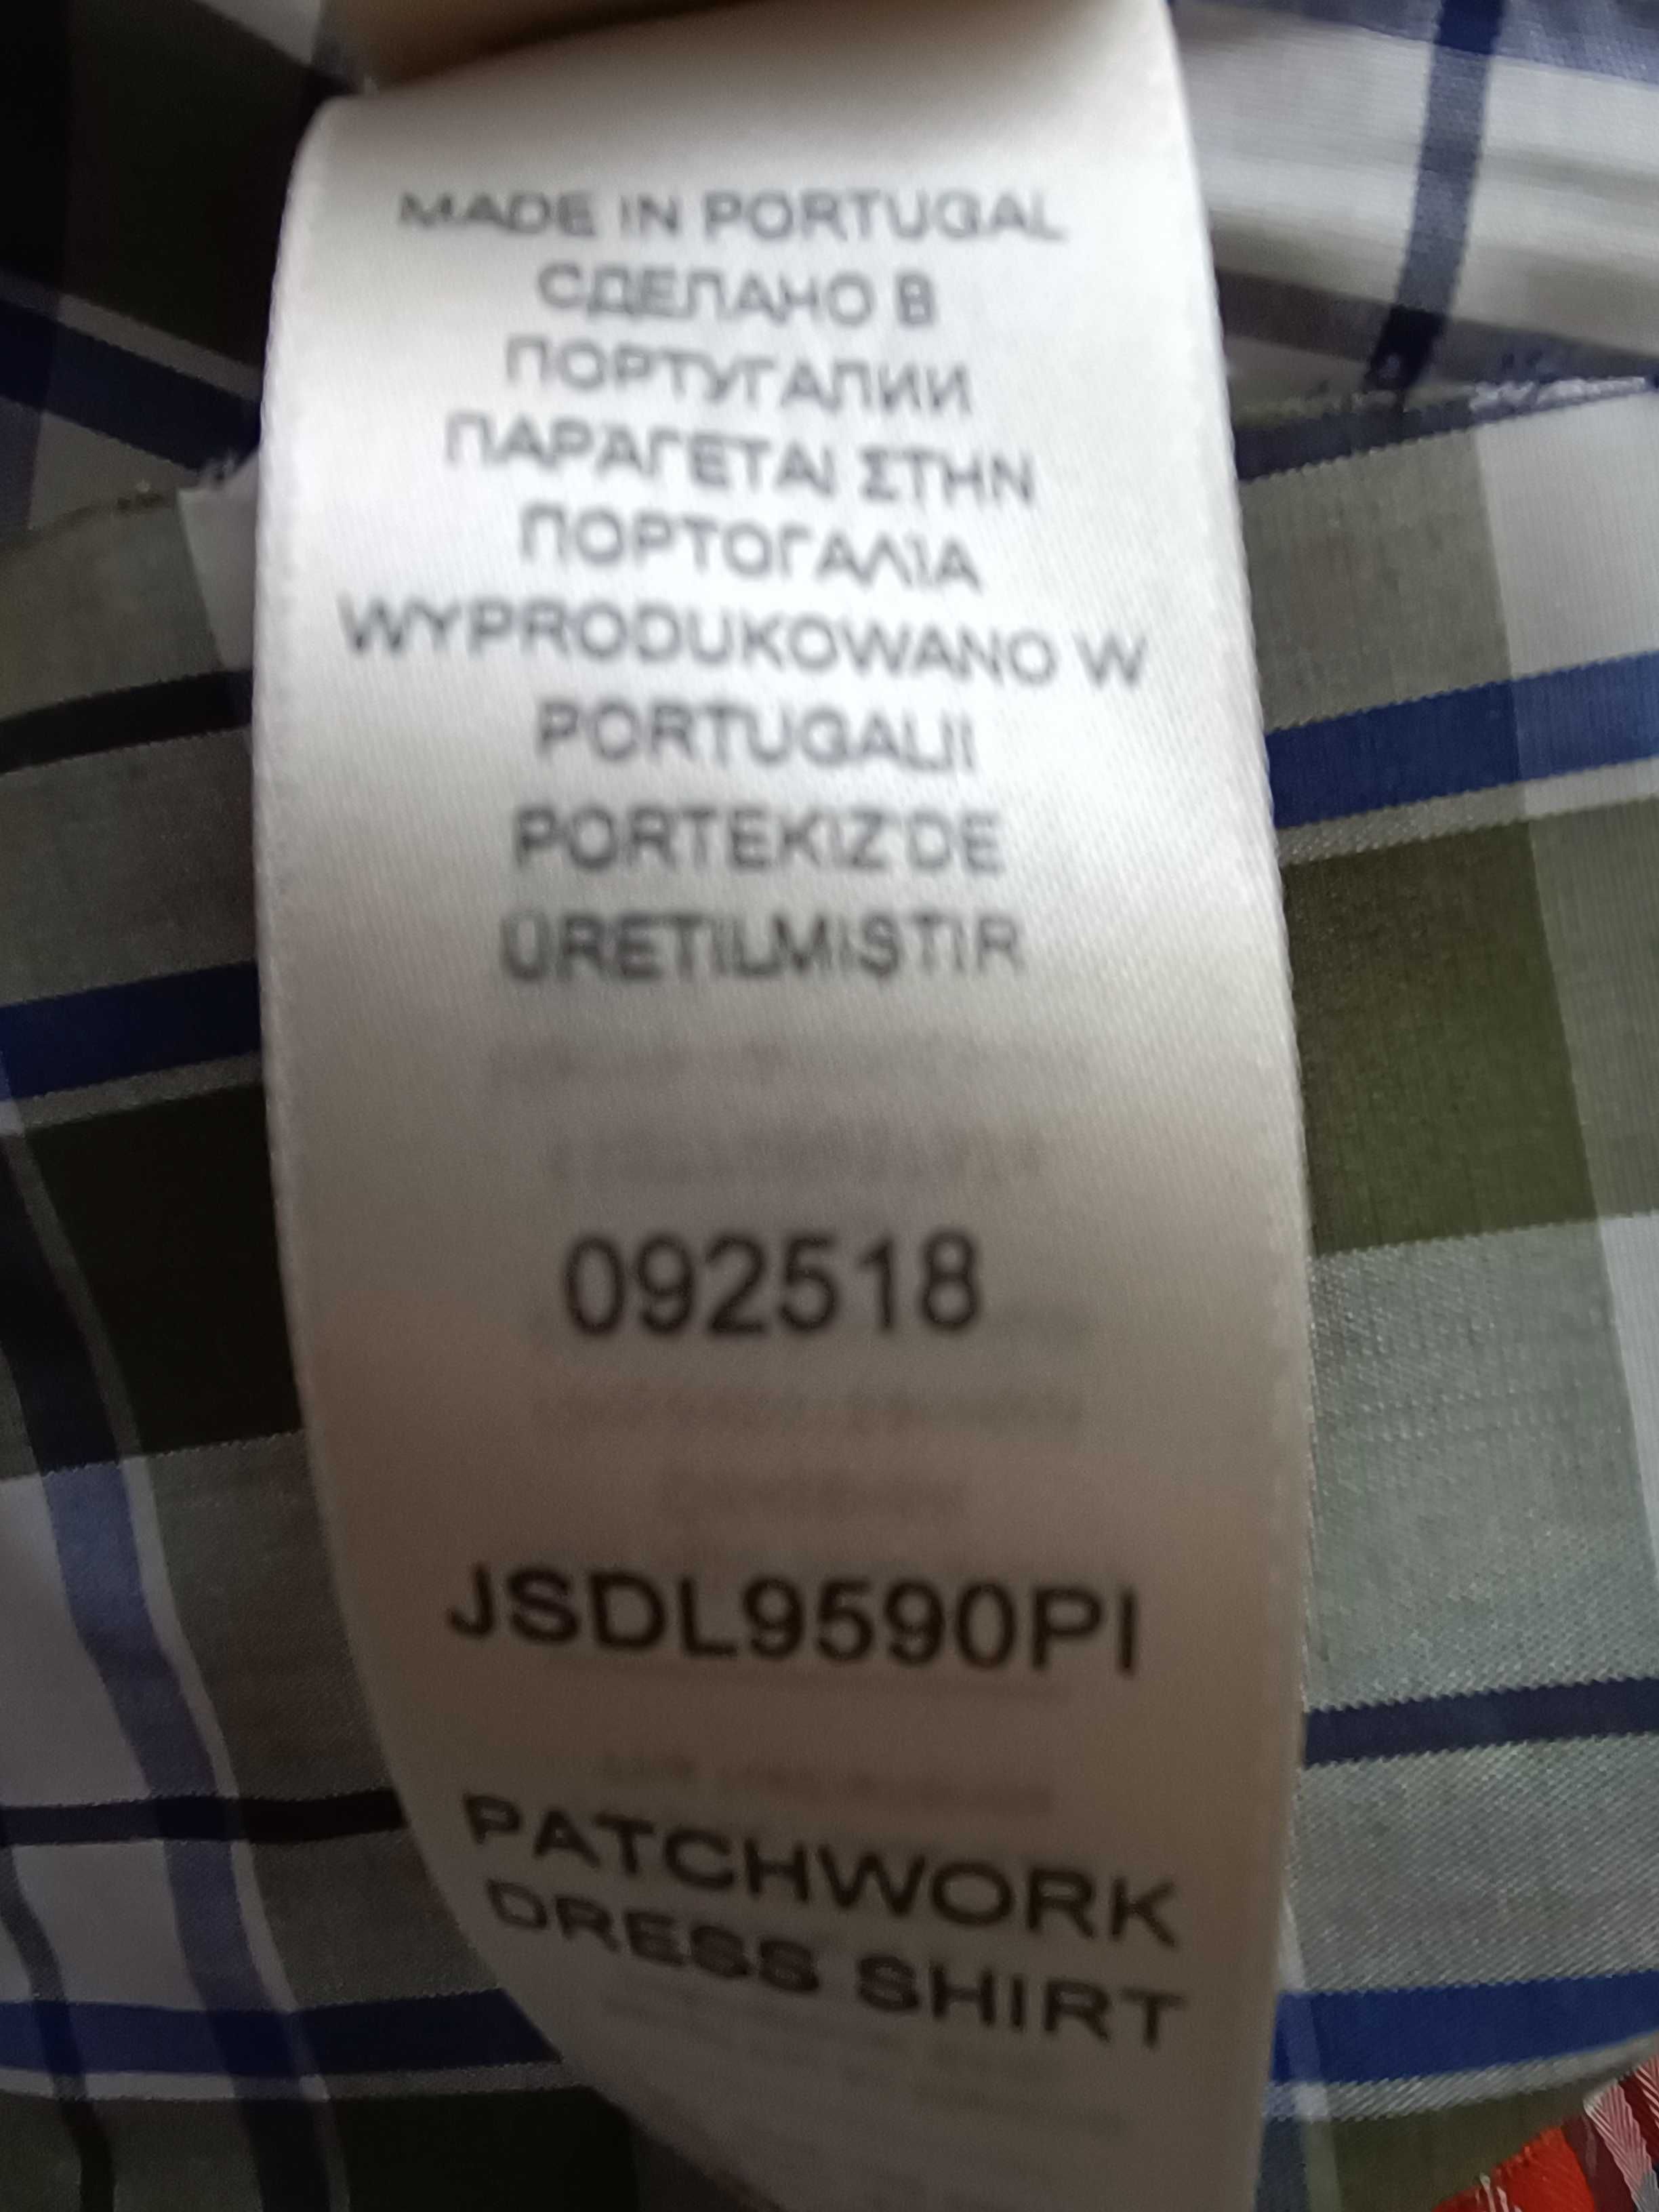 MADE IN PORTUGAL
СДЕЛАНО В
ПОРТУГАЛИИ
ΠΑΡΑΓΕΤΑΙ ΣΤΗΝ
ΠΟΡΤΟΓΑΛΙΑ
WYPRODUKOWANO W
PORTUGALII
PORTEKIZ'DE
ÜRETILMIŞTIR
092518
JSDL9590PI
PATCHWORK
DRESS SHIRT